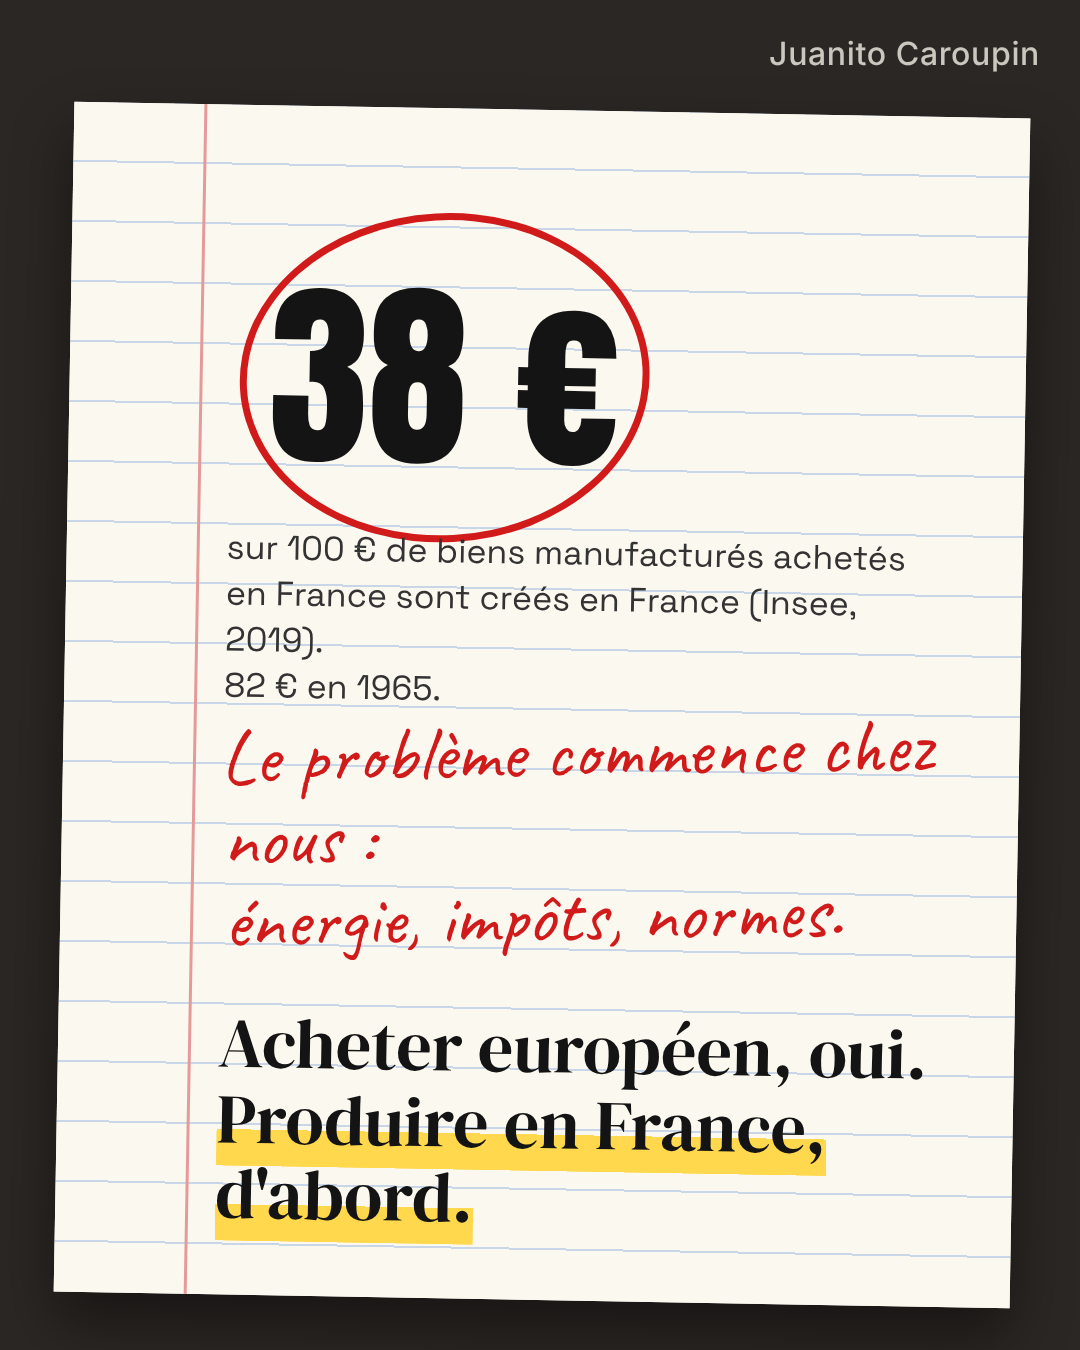 Juanito Caroupin
38 €
sur 100 € de biens manufacturés achetés
en France sont créés en France (Insee,
2019).
82 € en 1965.
Le problème commence chez
nous :
énergie, impôts, normes.
Acheter européen, oui.
Produire en France,
d'abord.